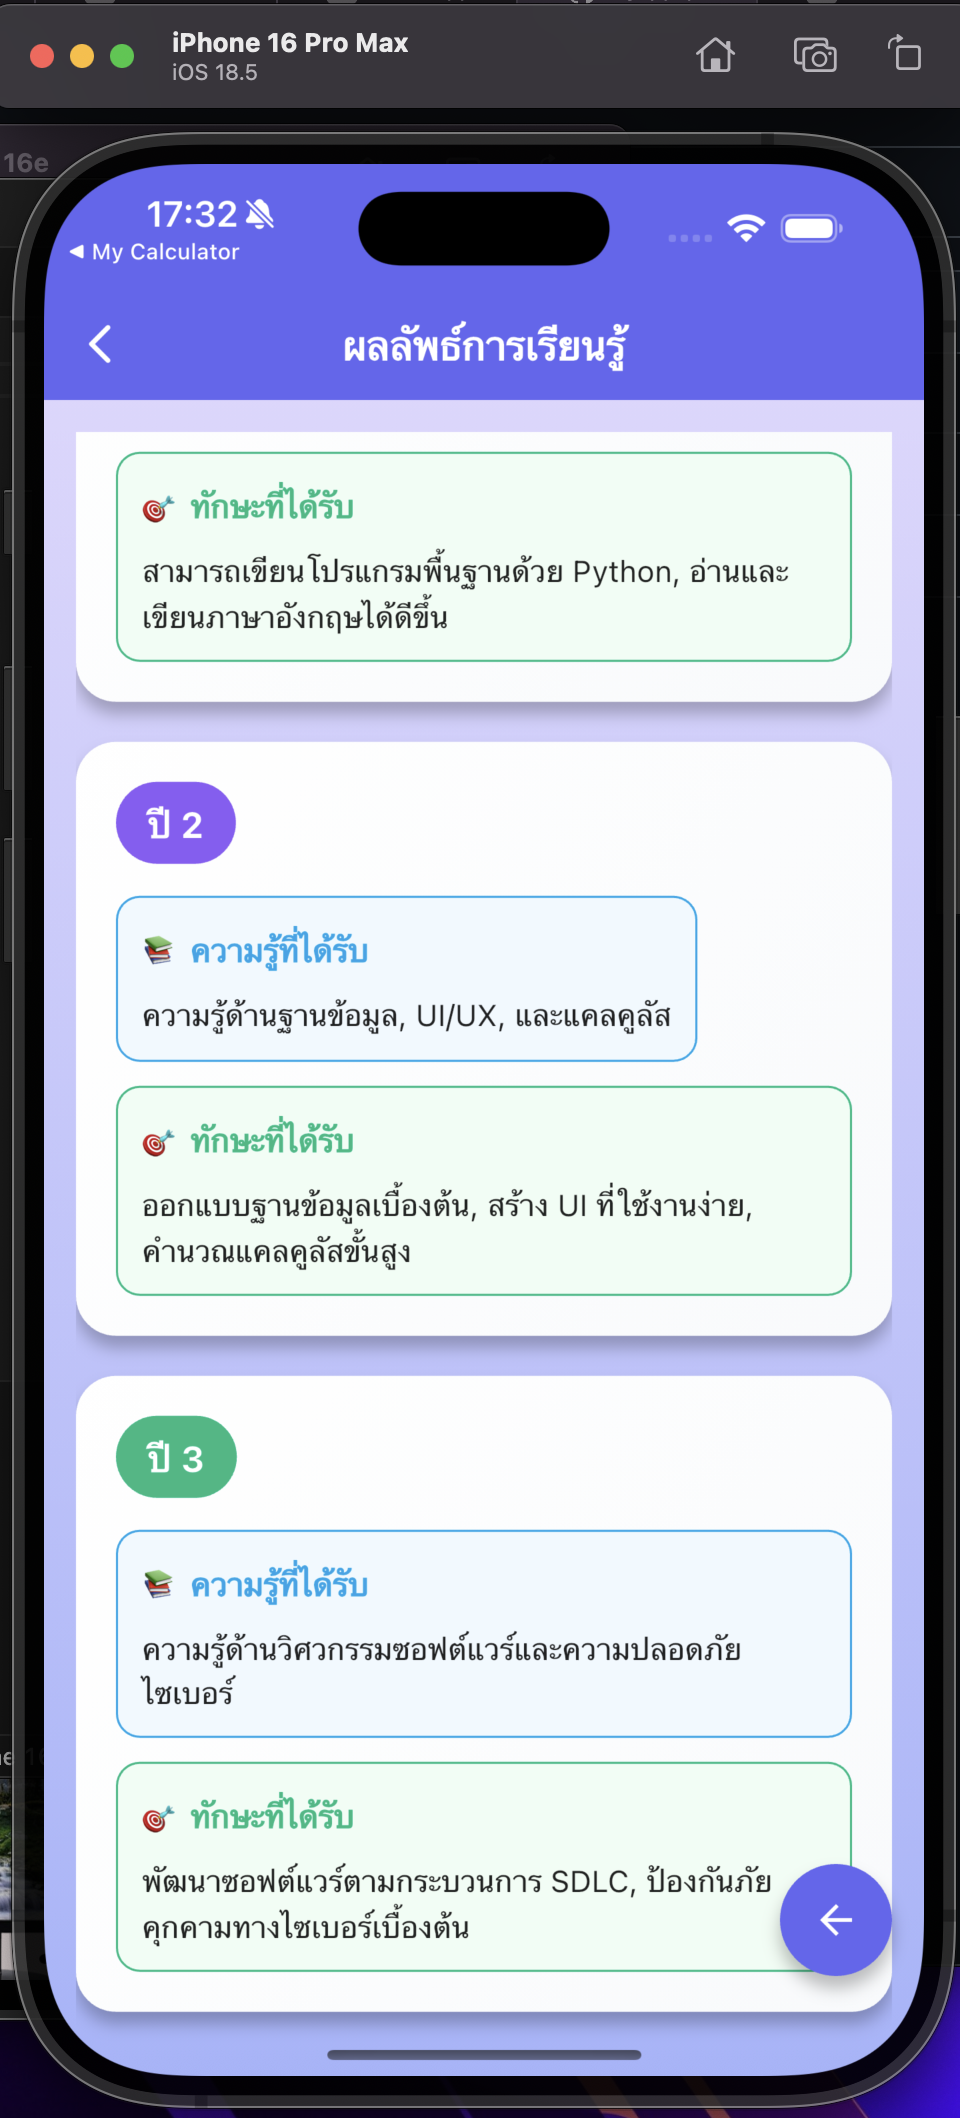 iPhone 16 Pro Max
iOS 18.5
16e
17:32
◀ My Calculator
ผลลัพธ์การเรียนรู้
🎯 ทักษะที่ได้รับ
สามารถเขียนโปรแกรมพื้นฐานด้วย Python, อ่านและ
เขียนภาษาอังกฤษได้ดีขึ้น
ปี 2
📚 ความรู้ที่ได้รับ
ความรู้ด้านฐานข้อมูล, UI/UX, และแคลคูลัส
🎯 ทักษะที่ได้รับ
ออกแบบฐานข้อมูลเบื้องต้น, สร้าง UI ที่ใช้งานง่าย,
คำนวณแคลคูลัสขั้นสูง
ปี 3
📚 ความรู้ที่ได้รับ
ความรู้ด้านวิศวกรรมซอฟต์แวร์และความปลอดภัย
ไซเบอร์
🎯 ทักษะที่ได้รับ
พัฒนาซอฟต์แวร์ตามกระบวนการ SDLC, ป้องกันภัย
คุกคามทางไซเบอร์เบื้องต้น